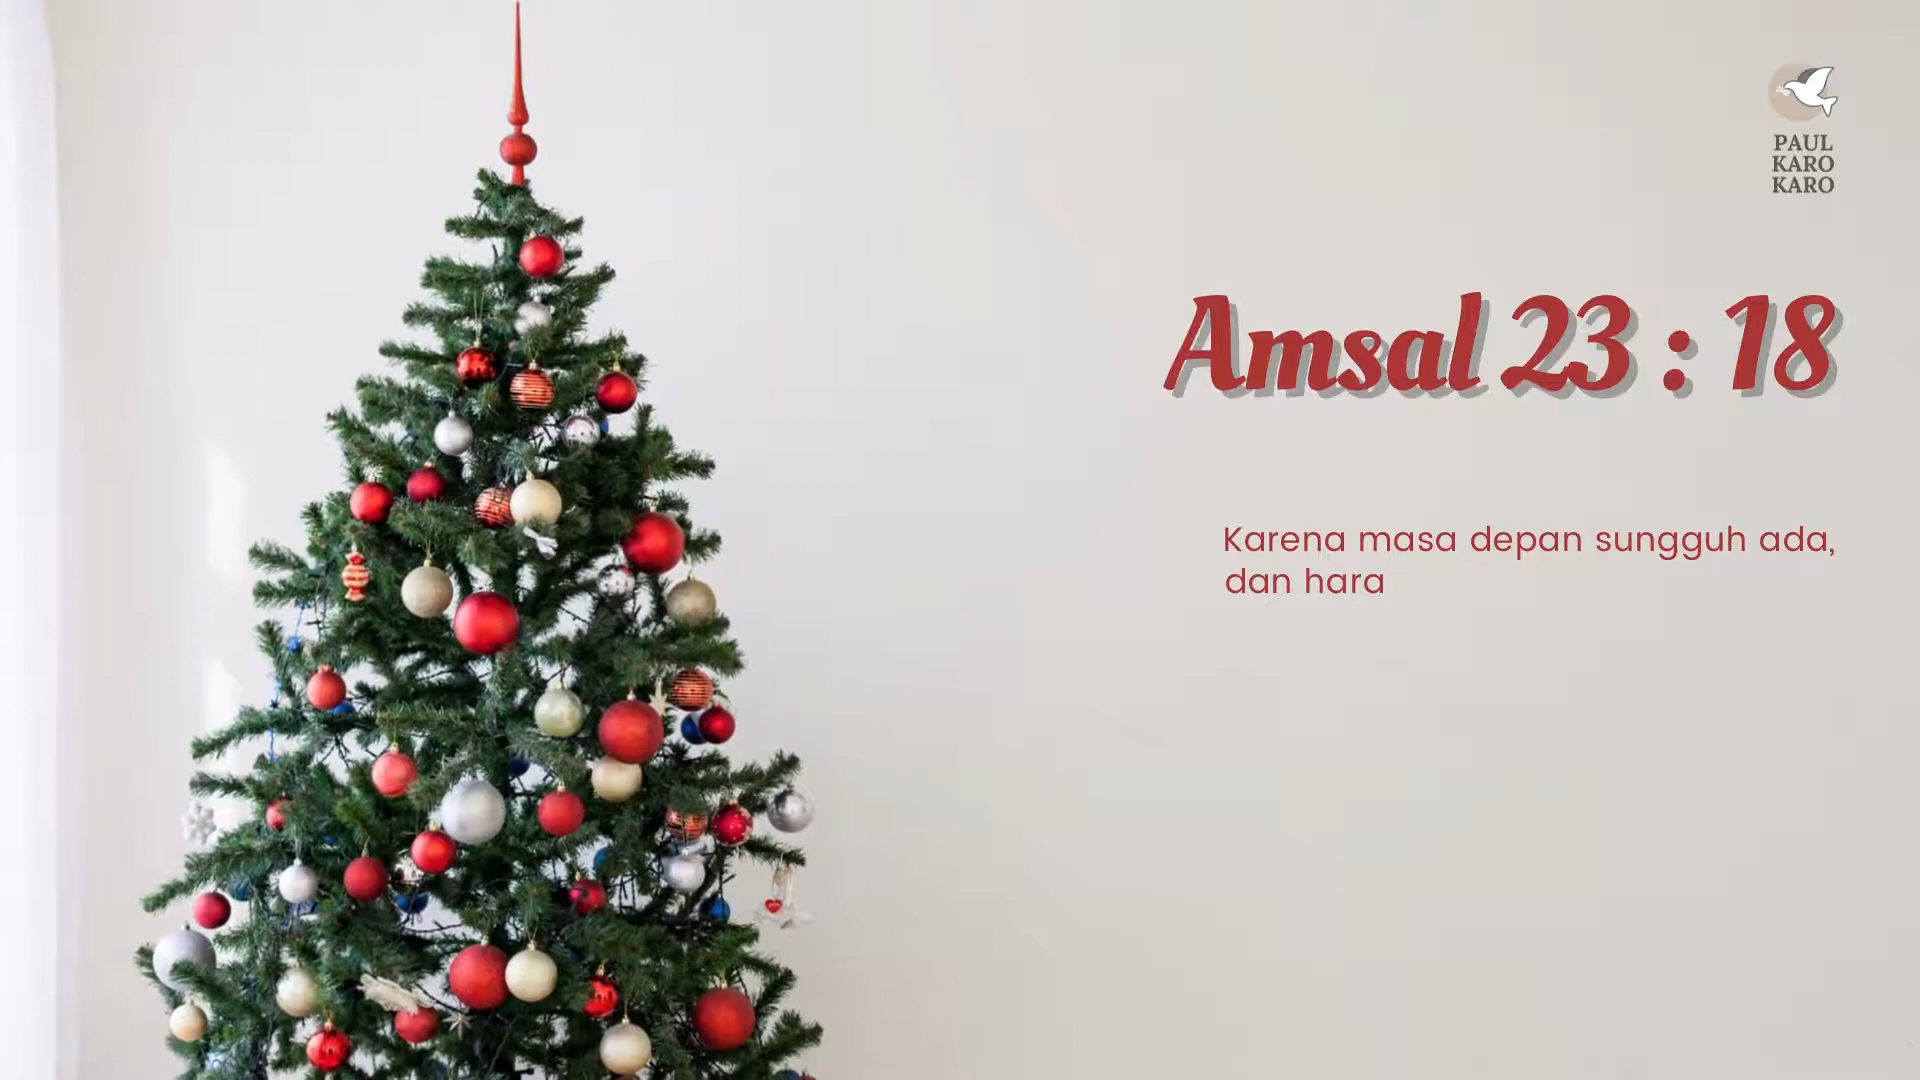 PAUL
KARO
KARO
Amsal 23 : 18
Karena masa depan sungguh ada,
dan hara